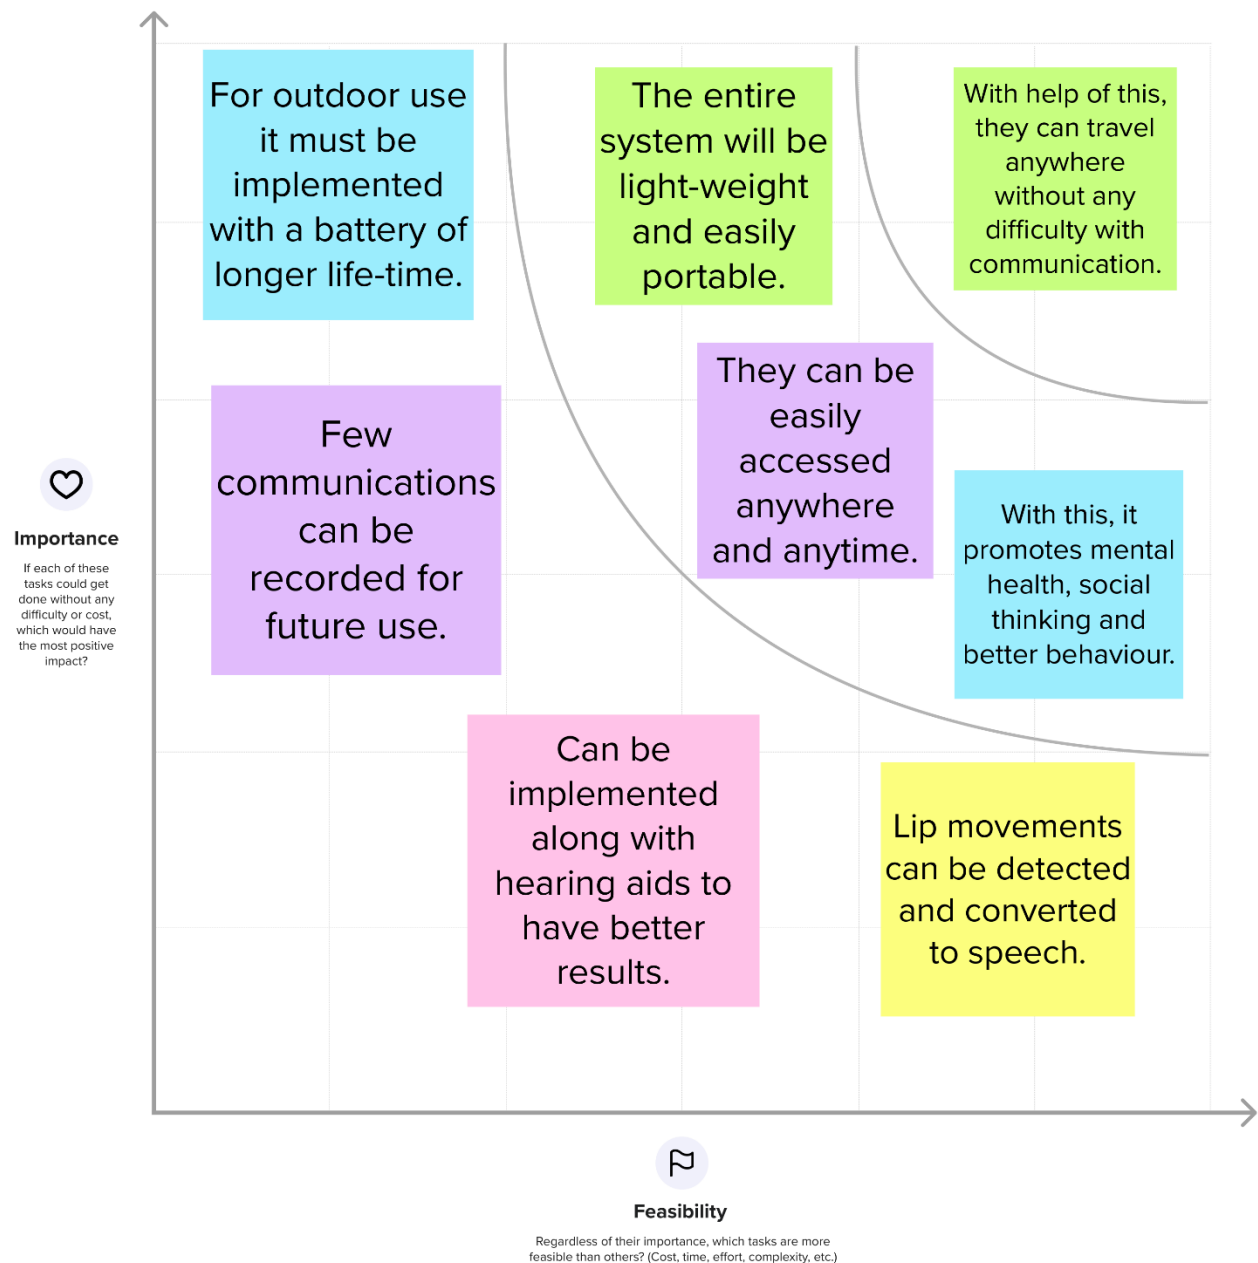 For outdoor use
it must be
implemented
with a battery of
longer life-time.
The entire
system will be
light-weight
and easily
portable.
With help of this,
they can travel
anywhere
without any
difficulty with
communication.
Few
communications
can be
recorded for
future use.
They can be
easily
accessed
anywhere
and anytime.
With this, it
promotes mental
health, social
thinking and
better behaviour.
Importance
If each of these
tasks could get
done without any
difficulty or cost,
which would have
the most positive
impact?
Can be
implemented
along with
hearing aids to
have better
results.
Lip movements
can be detected
and converted
to speech.
Feasibility
Regardless of their importance, which tasks are more
feasible than others? (Cost, time, effort, complexity, etc.)